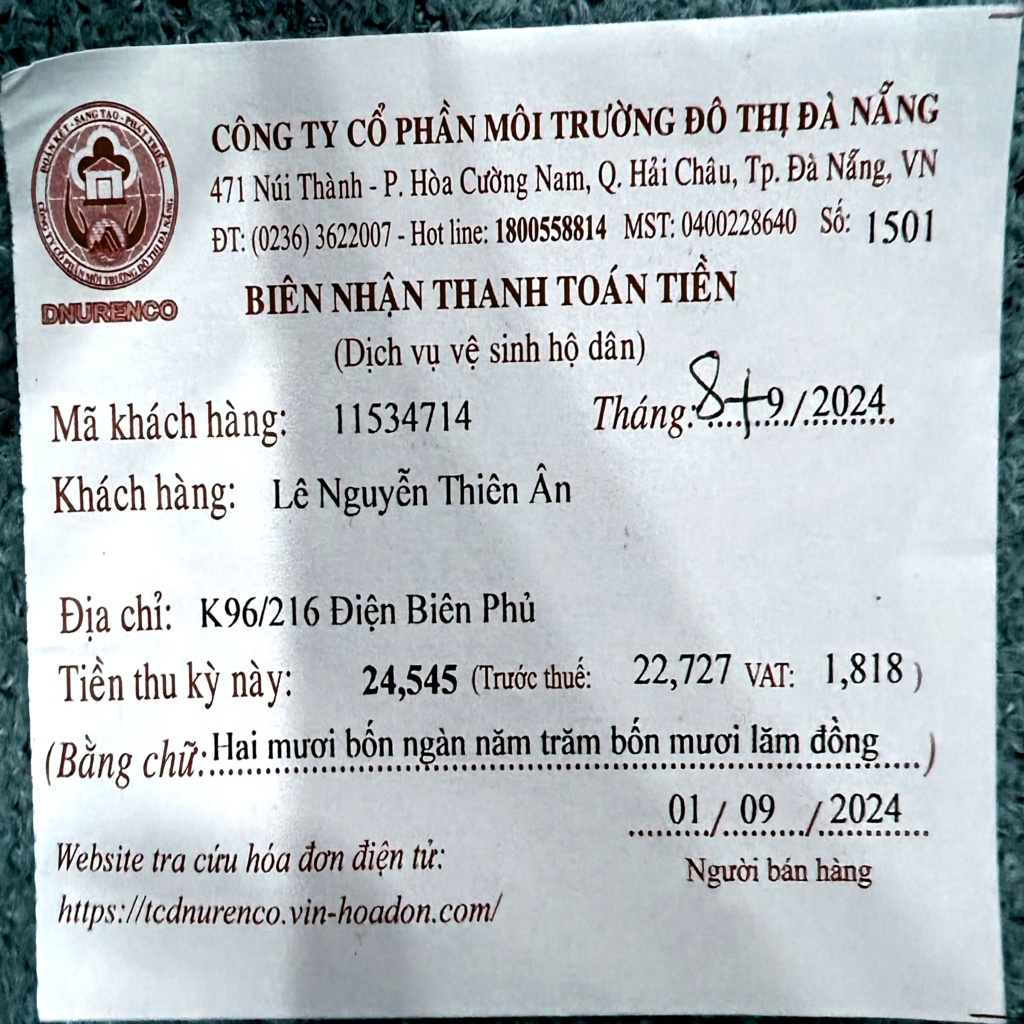 ĐOÀN KẾT - SÁNG TẠO - PHÁT TRIỂN
CÔNG TY CỔ PHẦN MÔI TRƯỜNG ĐÔ THỊ ĐÀ NẴNG
DNURENCO
CÔNG TY CỔ PHẦN MÔI TRƯỜNG ĐÔ THỊ ĐÀ NẴNG
471 Núi Thành - P. Hòa Cường Nam, Q. Hải Châu, Tp. Đà Nẵng, VN
ĐT: (0236) 3622007 - Hot line: 1800558814 MST: 0400228640 Số: 1501
BIÊN NHẬN THANH TOÁN TIỀN
(Dịch vụ vệ sinh hộ dân)
Mã khách hàng: 11534714 Tháng: 8+9/2024
Khách hàng: Lê Nguyễn Thiên Ân
Địa chỉ: K96/216 Điện Biên Phủ
Tiền thu kỳ này: 24,545 (Trước thuế: 22,727 VAT: 1,818 )
(Bằng chữ: Hai mươi bốn ngàn năm trăm bốn mươi lăm đồng )
01 / 09 / 2024
Người bán hàng
Website tra cứu hóa đơn điện tử:
https://tcdnurenco.vin-hoadon.com/